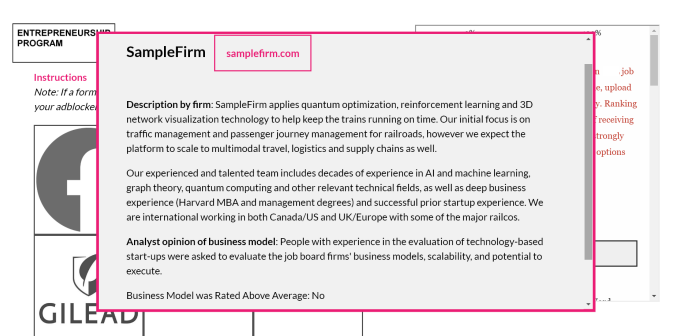 ENTREPRENEURSHIP
PROGRAM
Instructions
Note: If a form
your adblocke
SampleFirm
samplefirm.com
Description by firm: SampleFirm applies quantum optimization, reinforcement learning and 3D
network visualization technology to help keep the trains running on time. Our initial focus is on
traffic management and passenger journey management for railroads, however we expect the
platform to scale to multimodal travel, logistics and supply chains as well.
Our experienced and talented team includes decades of experience in AI and machine learning,
graph theory, quantum computing and other relevant technical fields, as well as deep business
experience (Harvard MBA and management degrees) and successful prior startup experience. We
are international working in both Canada/US and UK/Europe with some of the major railcos.
Analyst opinion of business model: People with experience in the evaluation of technology-based
start-ups were asked to evaluate the job board firms' business models, scalability, and potential to
execute.
Business Model was Rated Above Average: No
job
e, upload
y. Ranking
f receiving
trongly
options
GILEAD